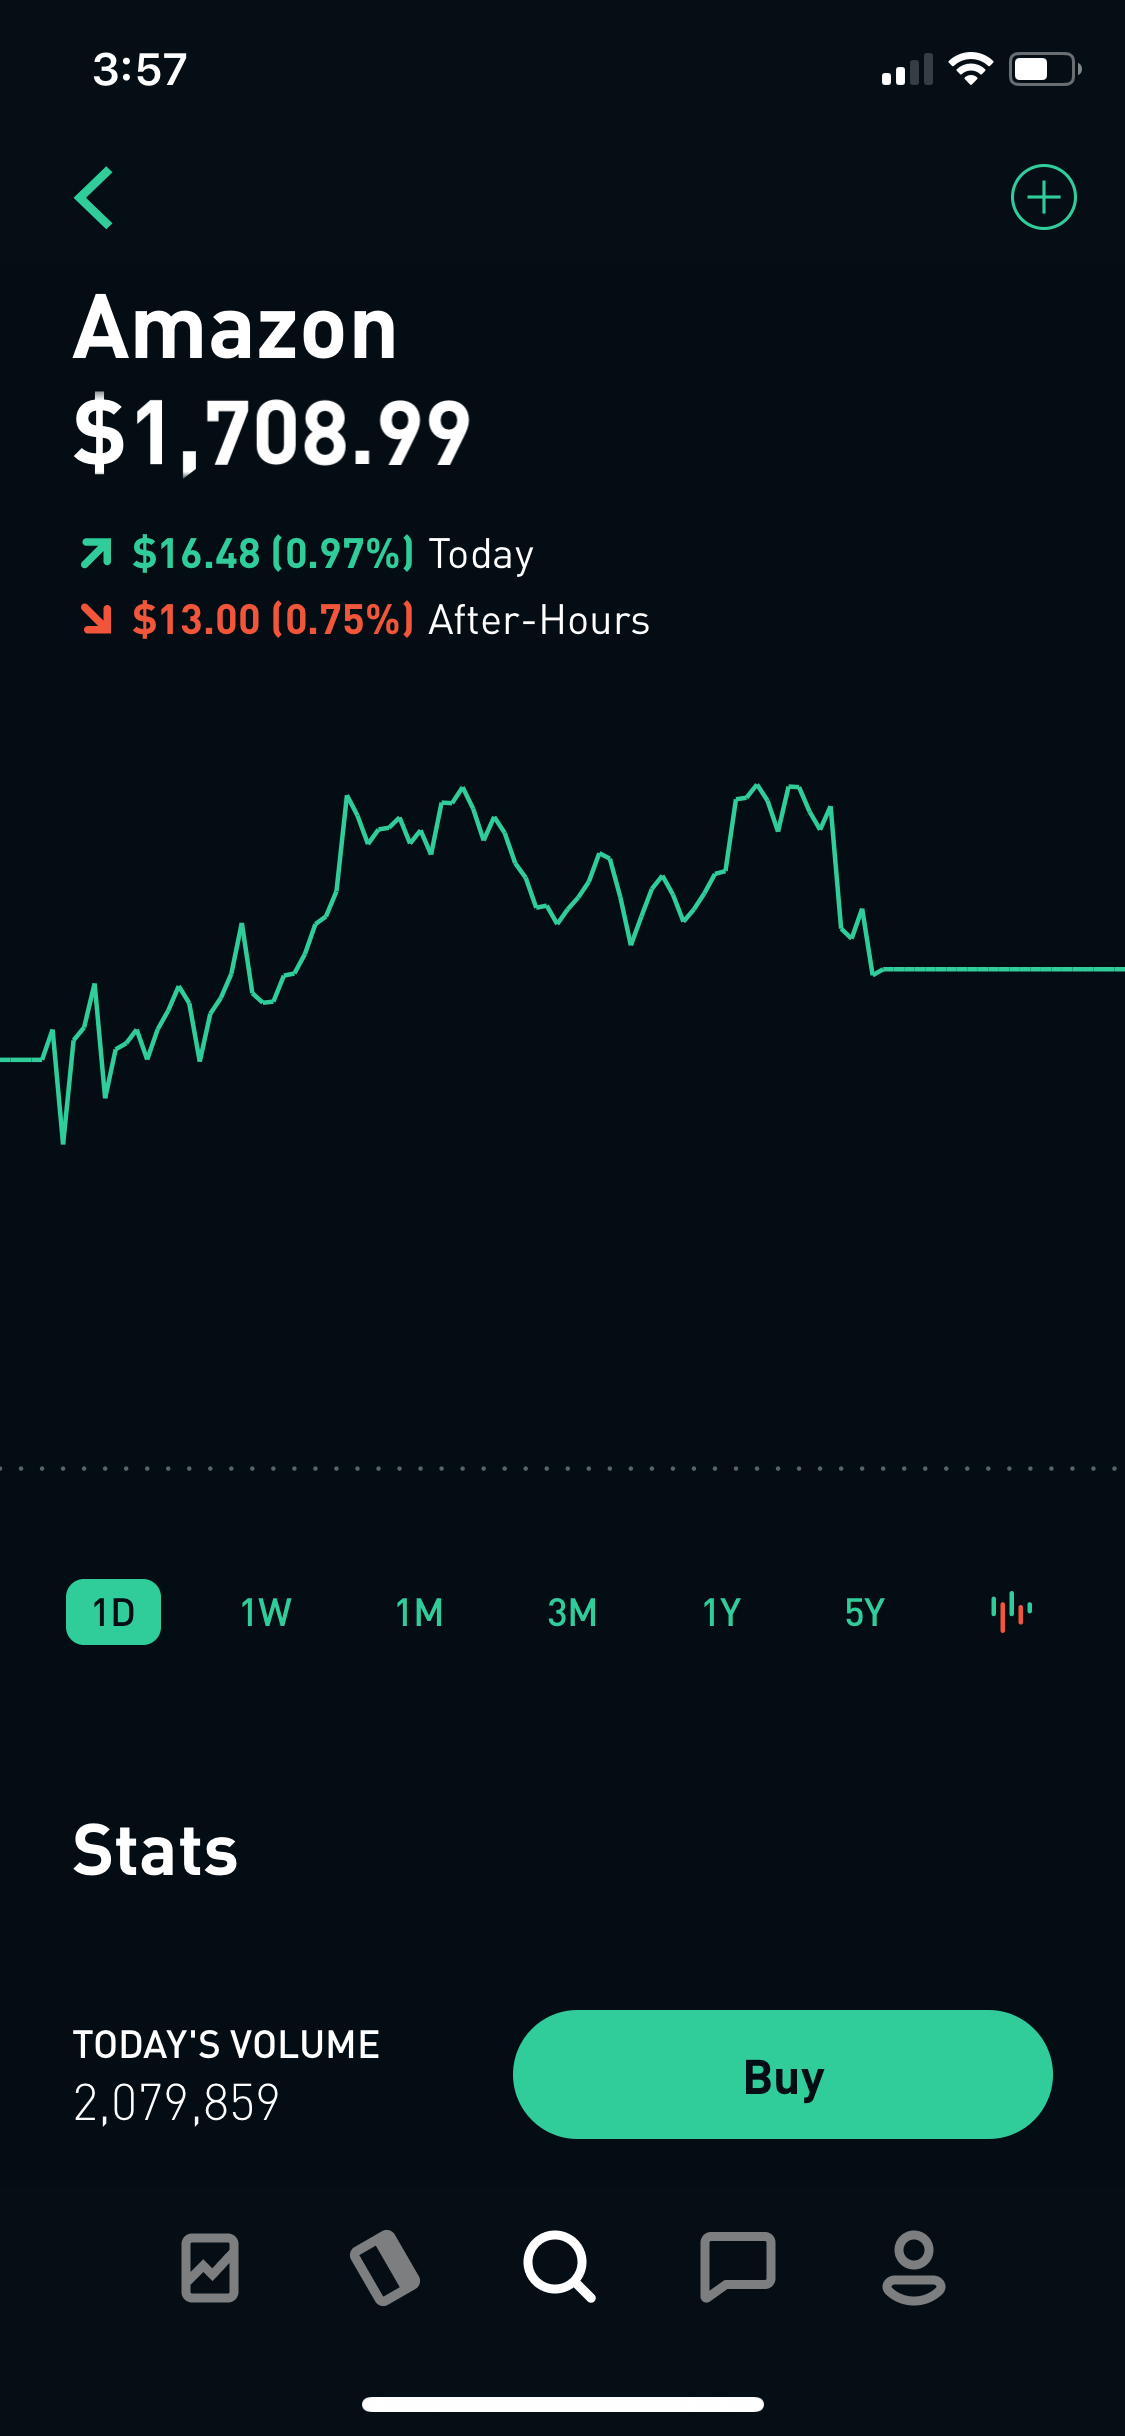 3:57
Amazon
$1,708.99
$16.48 (0.97%) Today
$13.00 (0.75%) After-Hours
1D 1W 1M 3M 1Y 5Y
Stats
TODAY'S VOLUME
2,079,859
Buy